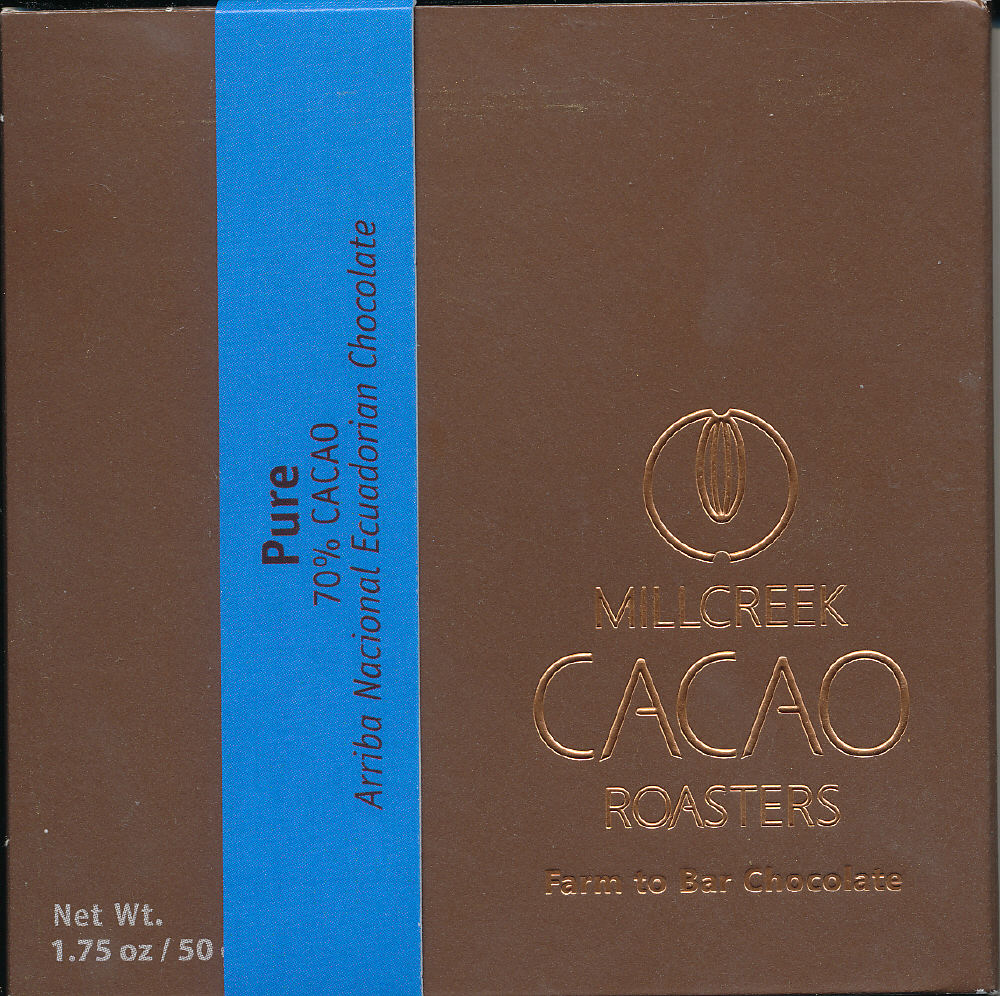 Pure
70% CACAO
Arriba Nacional Ecuadorian Chocolate
MILLCREEK
CACAO
ROASTERS
Farm to Bar Chocolate
Net Wt.
1.75 oz / 50